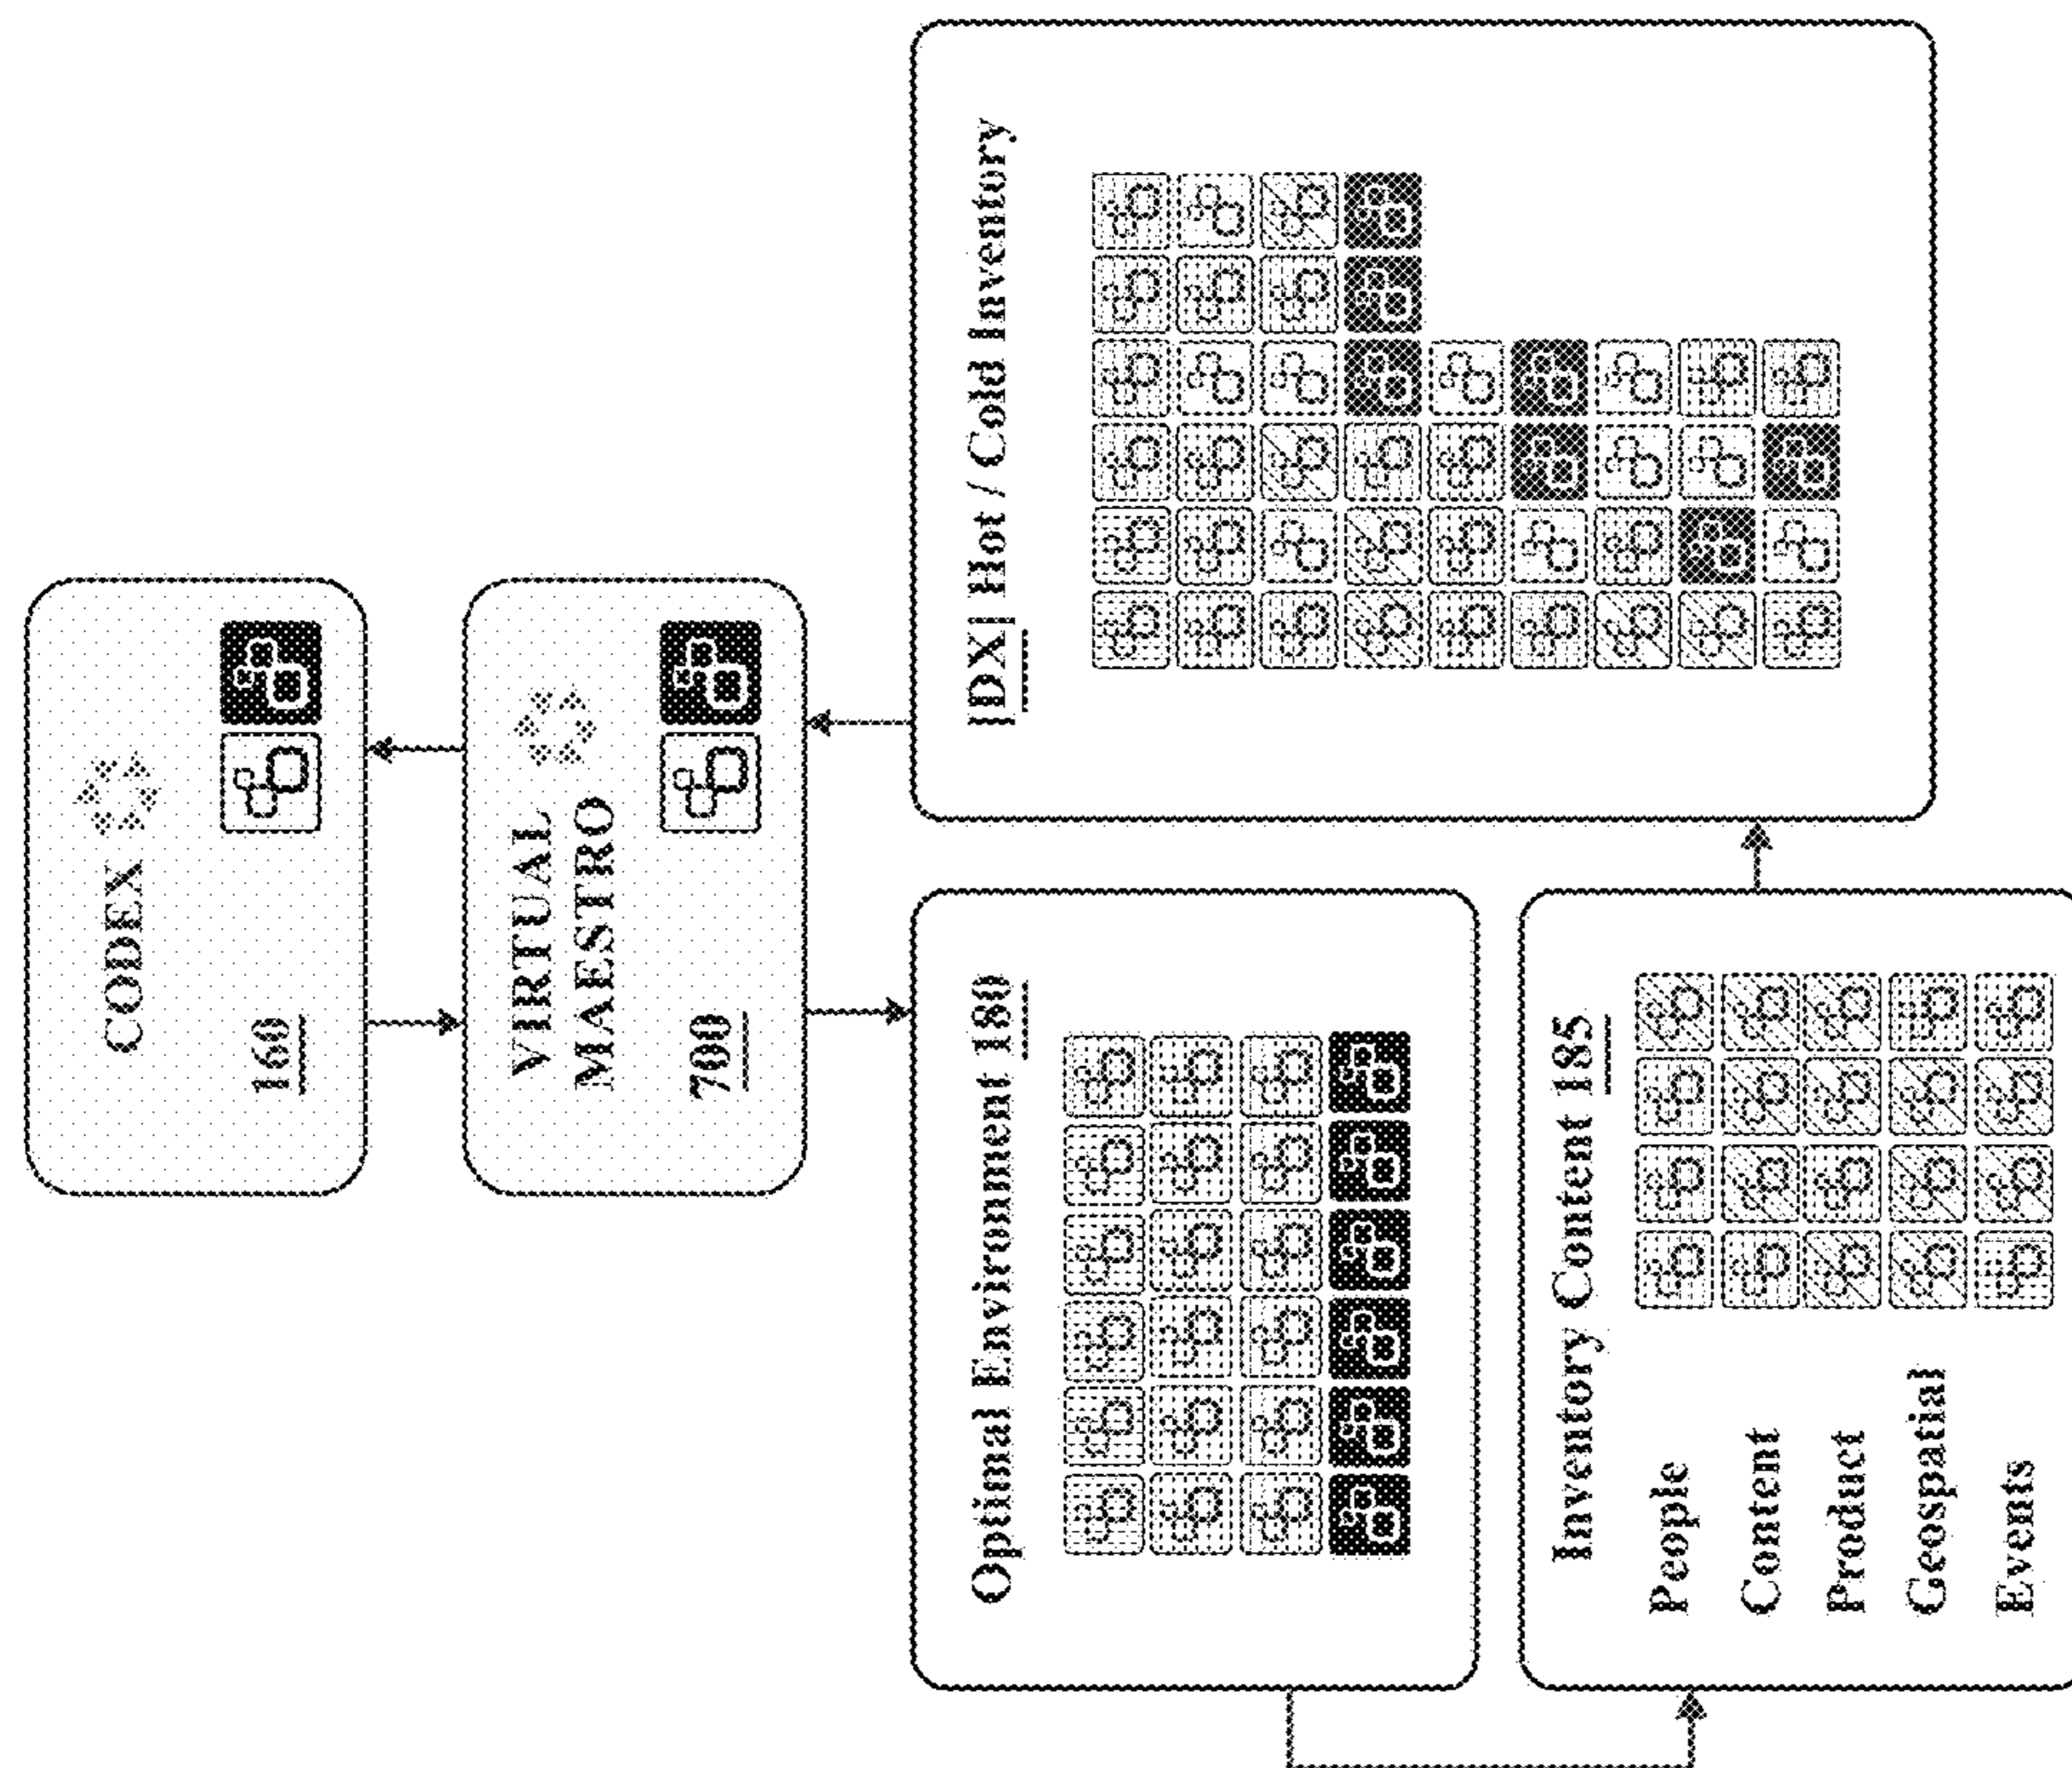 CODEX
160
VIRTUAL
MAESTRO
700
Optimal Environment 180
|DX| Hot / Cold Inventory
Inventory Content 185
People
Content
Product
Geospatial
Events